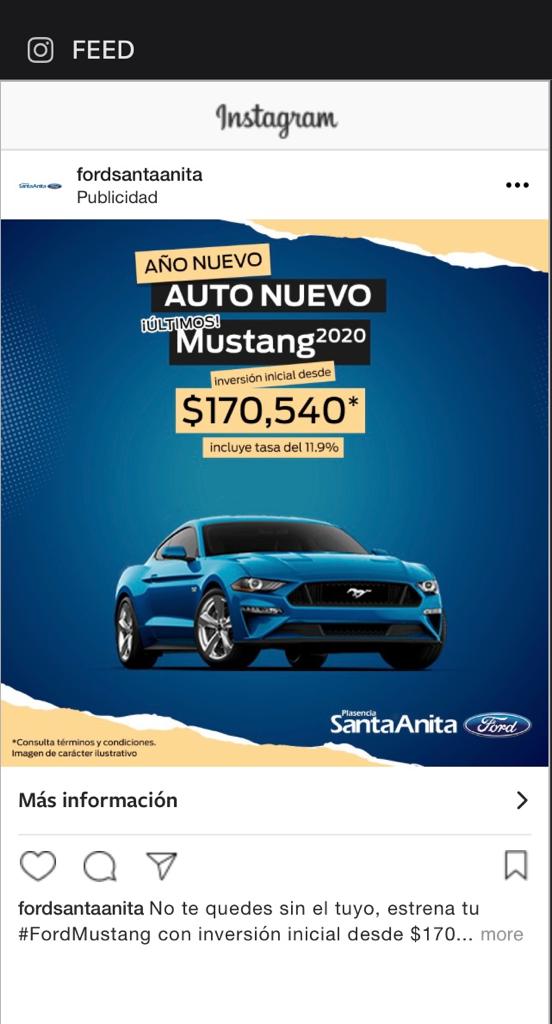 FEED
Instagram
SantaAnita Ford
fordsantaanita
Publicidad
AÑO NUEVO
AUTO NUEVO
¡ÚLTIMOS!
Mustang2020
inversión inicial desde
$170,540*
incluye tasa del 11.9%
Plasencia
SantaAnita Ford
*Consulta términos y condiciones.
Imagen de carácter ilustrativo
Más información
fordsantaanita No te quedes sin el tuyo, estrena tu
#FordMustang con inversión inicial desde $170... more